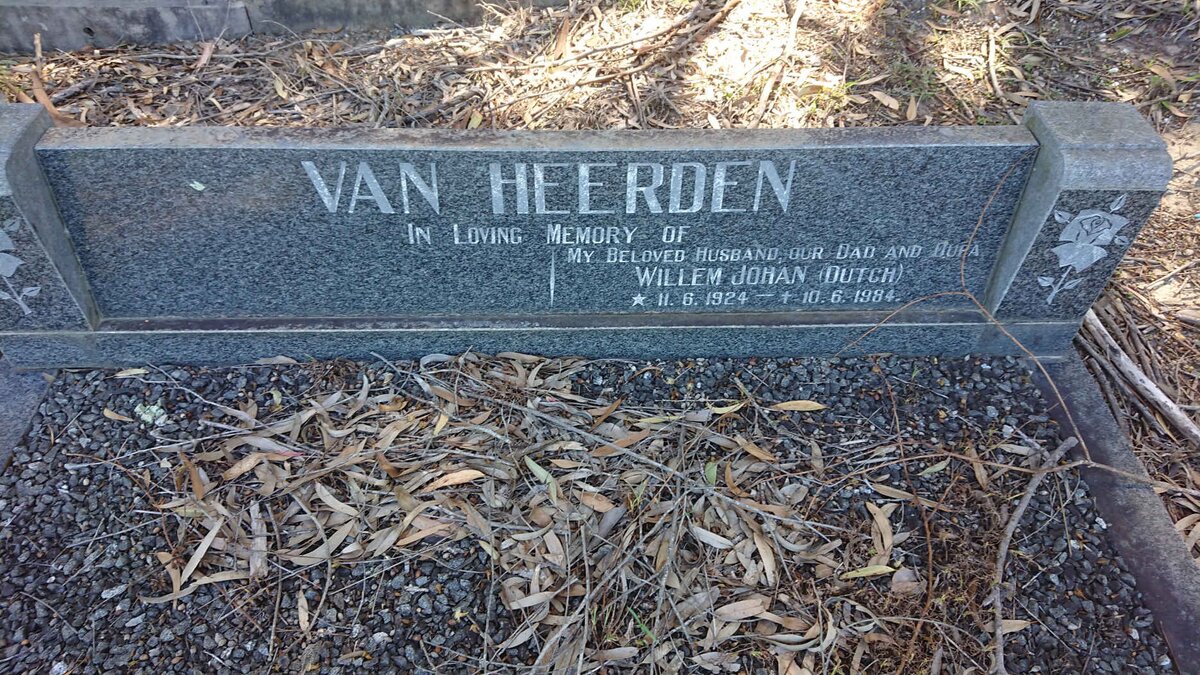 VAN HEERDEN
IN LOVING MEMORY OF
MY BELOVED HUSBAND, OUR DAD AND OUPA
WILLEM JOHAN (DUTCH)
★ 11. 6. 1924 — ✝ 10. 6. 1984.